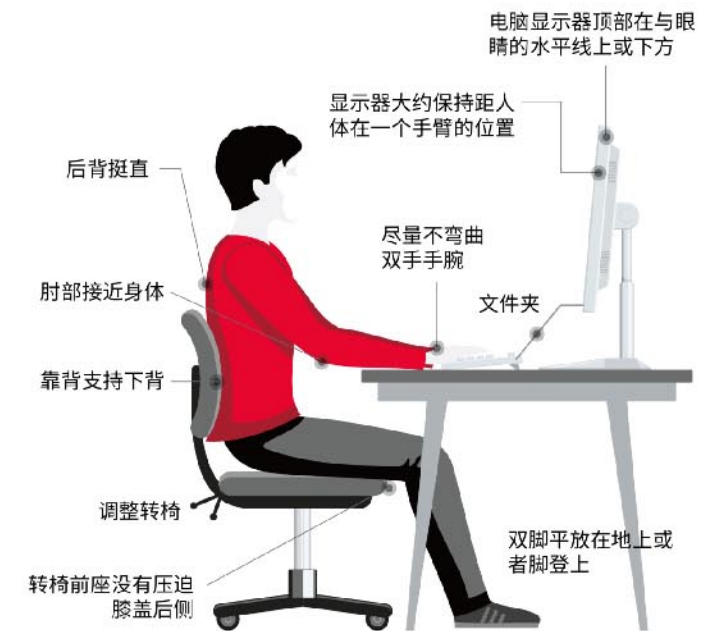 电脑显示器顶部在与眼
睛的水平线上或下方
显示器大约保持距人
体在一个手臂的位置
后背挺直
尽量不弯曲
双手手腕
肘部接近身体
文件夹
靠背支持下背
调整转椅
双脚平放在地上或
者脚登上
转椅前座没有压迫
膝盖后侧